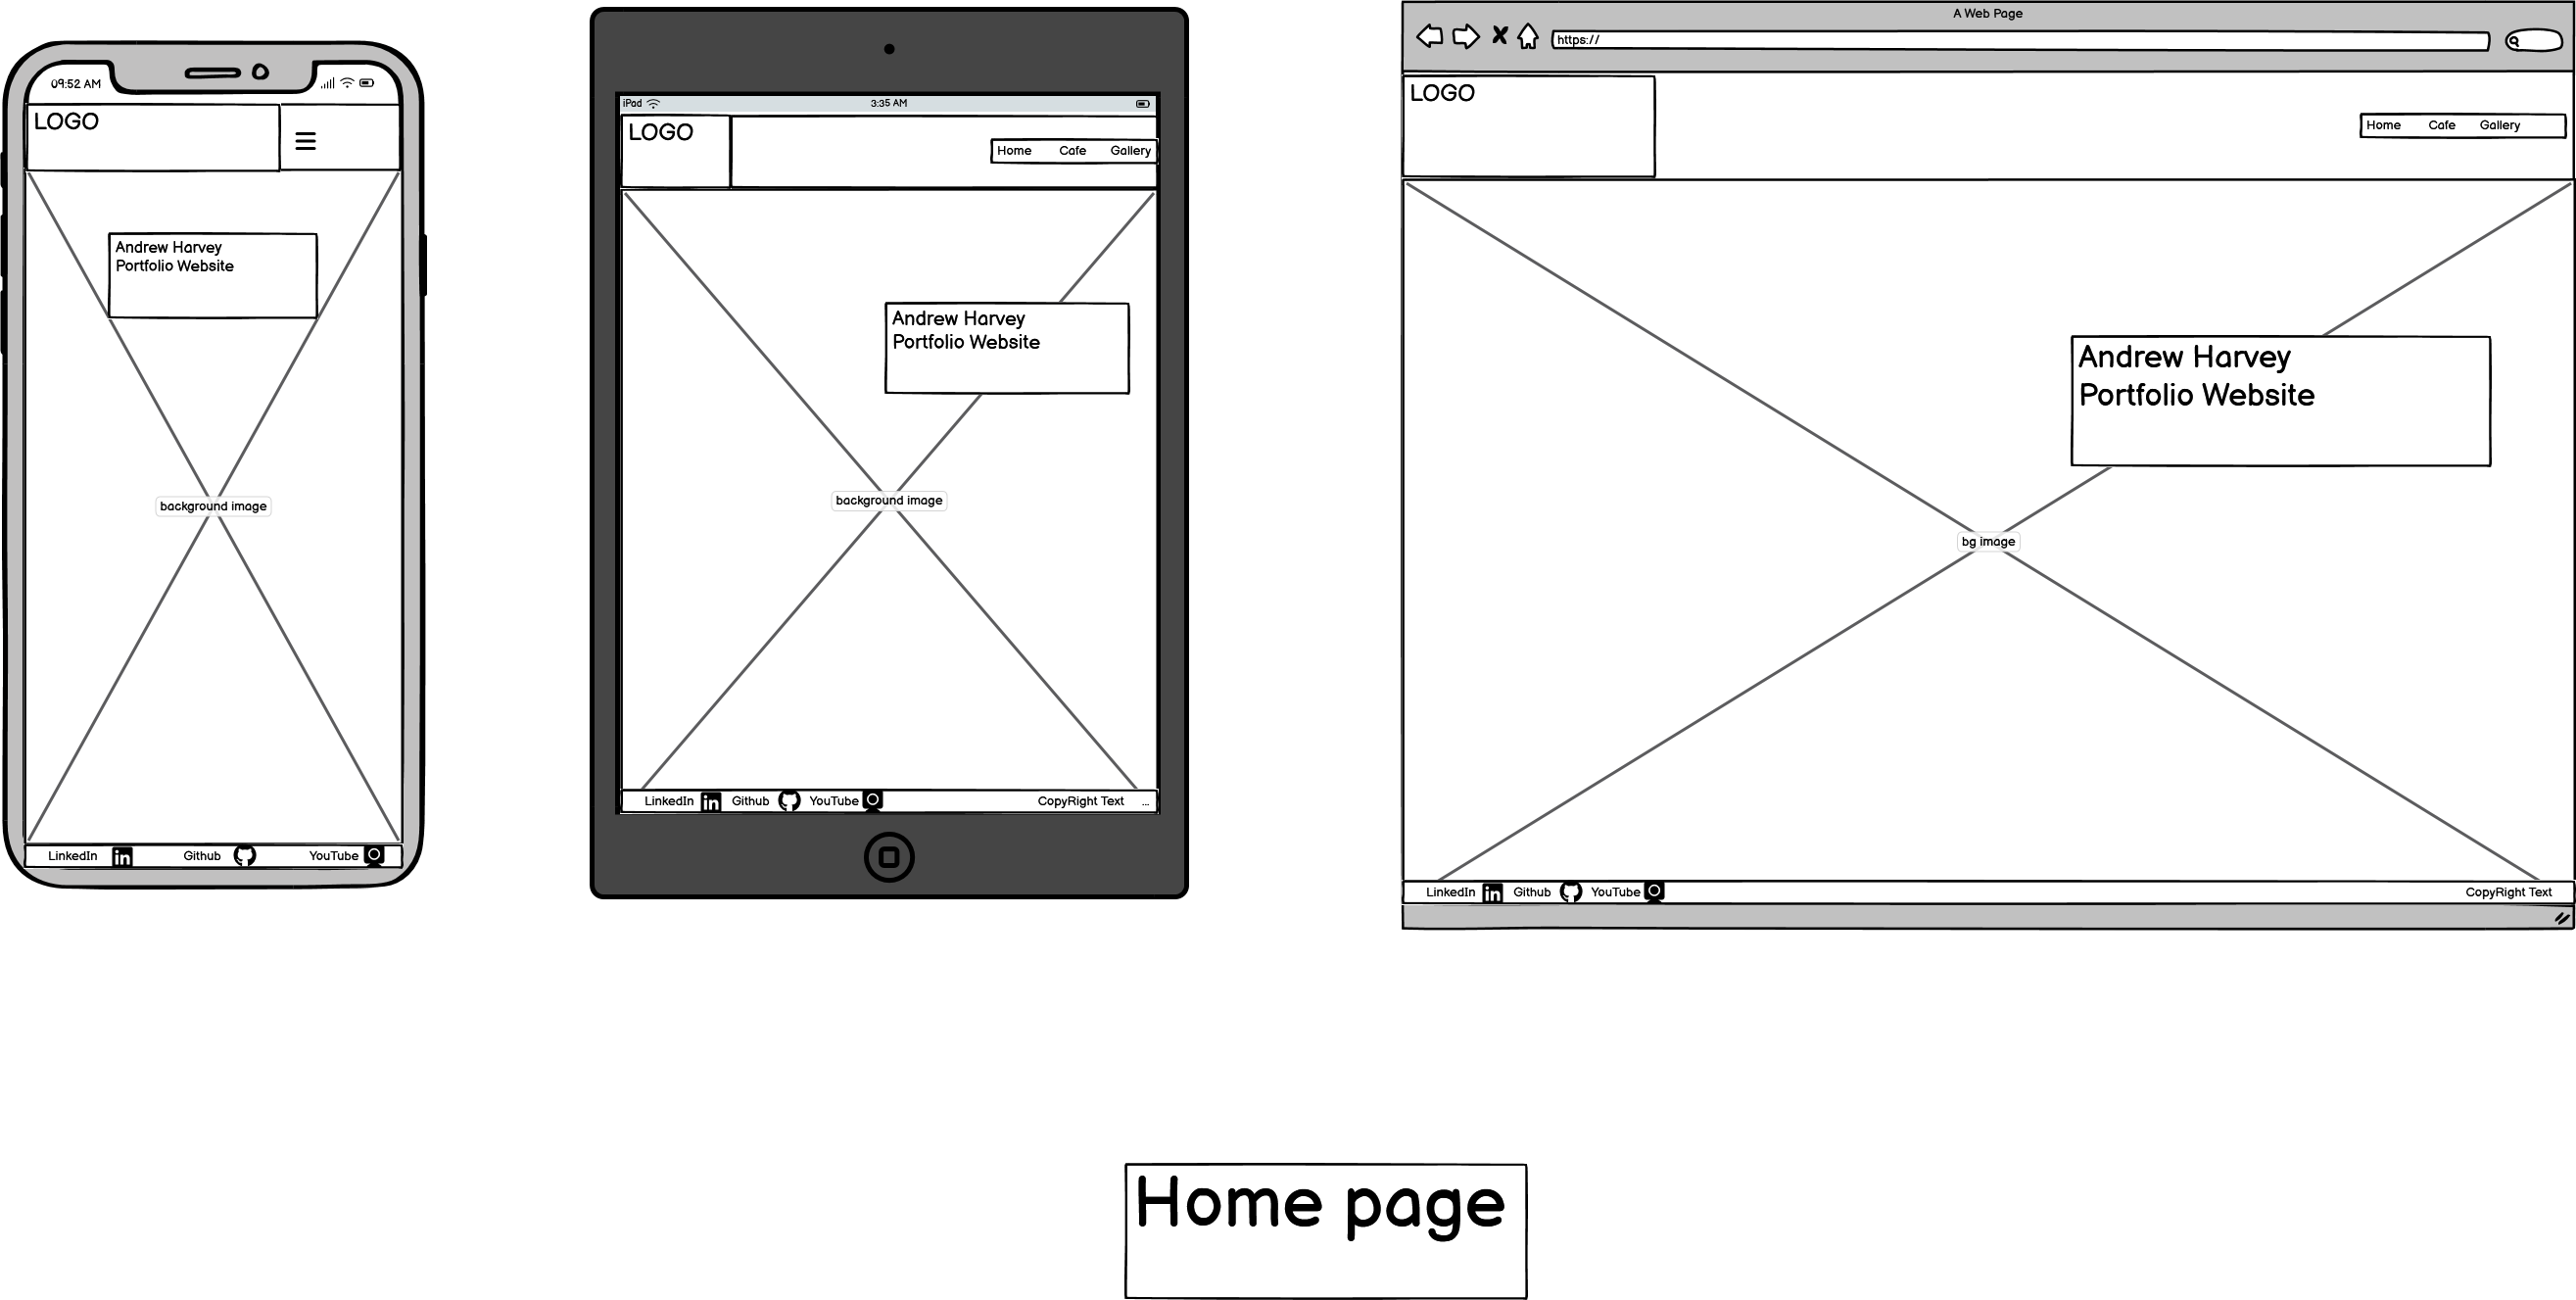 09:52 AM
LOGO
Andrew Harvey
Portfolio Website
background image
LinkedIn Github YouTube
iPad 3:35 AM
LOGO
Home Cafe Gallery
Andrew Harvey
Portfolio Website
background image
LinkedIn in Github YouTube CopyRight Text ...
A Web Page
https://
LOGO
Home Cafe Gallery
Andrew Harvey
Portfolio Website
bg image
LinkedIn in Github YouTube CopyRight Text
Home page